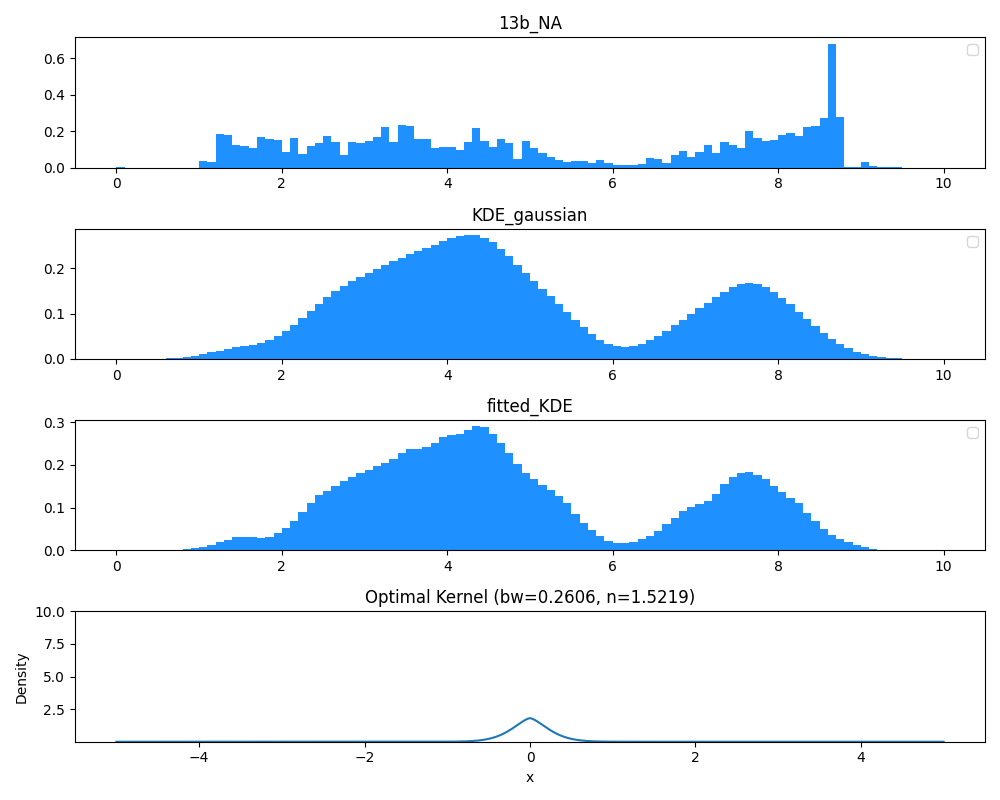 13b_NA
0.6
0.4
0.2
0.0
0 2 4 6 8 10
KDE_gaussian
0.2
0.1
0.0
0 2 4 6 8 10
fitted_KDE
0.3
0.2
0.1
0.0
0 2 4 6 8 10
Optimal Kernel (bw=0.2606, n=1.5219)
10.0
7.5
5.0
2.5
Density
−4 −2 0 2 4
x